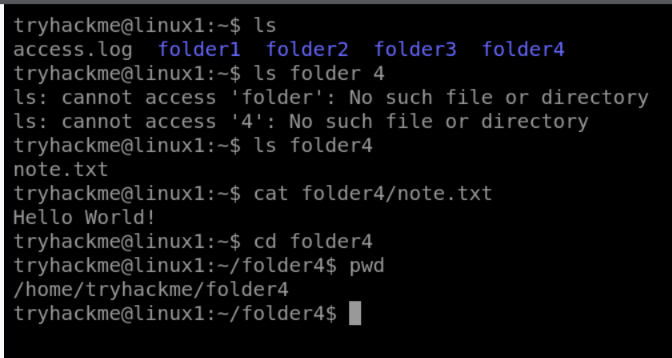 tryhackme@linux1:~$ ls
access.log  folder1  folder2  folder3  folder4
tryhackme@linux1:~$ ls folder 4
ls: cannot access 'folder': No such file or directory
ls: cannot access '4': No such file or directory
tryhackme@linux1:~$ ls folder4
note.txt
tryhackme@linux1:~$ cat folder4/note.txt
Hello World!
tryhackme@linux1:~$ cd folder4
tryhackme@linux1:~/folder4$ pwd
/home/tryhackme/folder4
tryhackme@linux1:~/folder4$